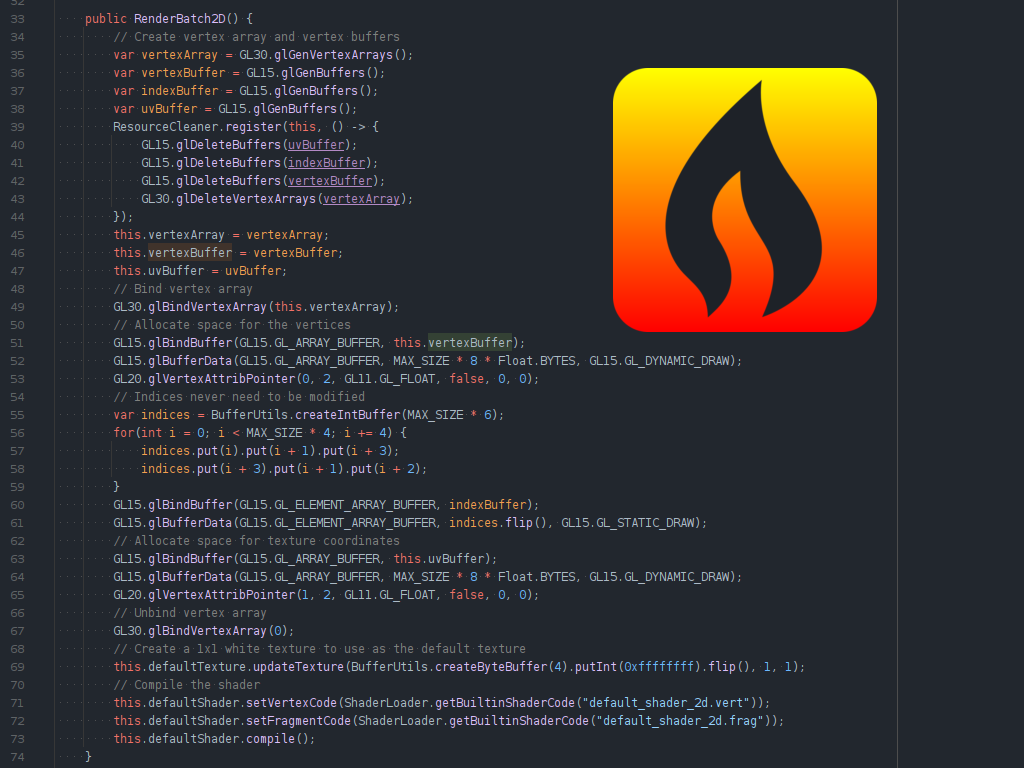 32
33 public RenderBatch2D() {
34 // Create vertex array and vertex buffers
35 var vertexArray = GL30.glGenVertexArrays();
36 var vertexBuffer = GL15.glGenBuffers();
37 var indexBuffer = GL15.glGenBuffers();
38 var uvBuffer = GL15.glGenBuffers();
39 ResourceCleaner.register(this, () -> {
40 GL15.glDeleteBuffers(uvBuffer);
41 GL15.glDeleteBuffers(indexBuffer);
42 GL15.glDeleteBuffers(vertexBuffer);
43 GL30.glDeleteVertexArrays(vertexArray);
44 });
45 this.vertexArray = vertexArray;
46 this.vertexBuffer = vertexBuffer;
47 this.uvBuffer = uvBuffer;
48 // Bind vertex array
49 GL30.glBindVertexArray(this.vertexArray);
50 // Allocate space for the vertices
51 GL15.glBindBuffer(GL15.GL_ARRAY_BUFFER, this.vertexBuffer);
52 GL15.glBufferData(GL15.GL_ARRAY_BUFFER, MAX_SIZE * 8 * Float.BYTES, GL15.GL_DYNAMIC_DRAW);
53 GL20.glVertexAttribPointer(0, 2, GL11.GL_FLOAT, false, 0, 0);
54 // Indices never need to be modified
55 var indices = BufferUtils.createIntBuffer(MAX_SIZE * 6);
56 for(int i = 0; i < MAX_SIZE * 4; i += 4) {
57 indices.put(i).put(i + 1).put(i + 3);
58 indices.put(i + 3).put(i + 1).put(i + 2);
59 }
60 GL15.glBindBuffer(GL15.GL_ELEMENT_ARRAY_BUFFER, indexBuffer);
61 GL15.glBufferData(GL15.GL_ELEMENT_ARRAY_BUFFER, indices.flip(), GL15.GL_STATIC_DRAW);
62 // Allocate space for texture coordinates
63 GL15.glBindBuffer(GL15.GL_ARRAY_BUFFER, this.uvBuffer);
64 GL15.glBufferData(GL15.GL_ARRAY_BUFFER, MAX_SIZE * 8 * Float.BYTES, GL15.GL_DYNAMIC_DRAW);
65 GL20.glVertexAttribPointer(1, 2, GL11.GL_FLOAT, false, 0, 0);
66 // Unbind vertex array
67 GL30.glBindVertexArray(0);
68 // Create a 1x1 white texture to use as the default texture
69 this.defaultTexture.updateTexture(BufferUtils.createByteBuffer(4).putInt(0xffffffff).flip(), 1, 1);
70 // Compile the shader
71 this.defaultShader.setVertexCode(ShaderLoader.getBuiltinShaderCode("default_shader_2d.vert"));
72 this.defaultShader.setFragmentCode(ShaderLoader.getBuiltinShaderCode("default_shader_2d.frag"));
73 this.defaultShader.compile();
74 }